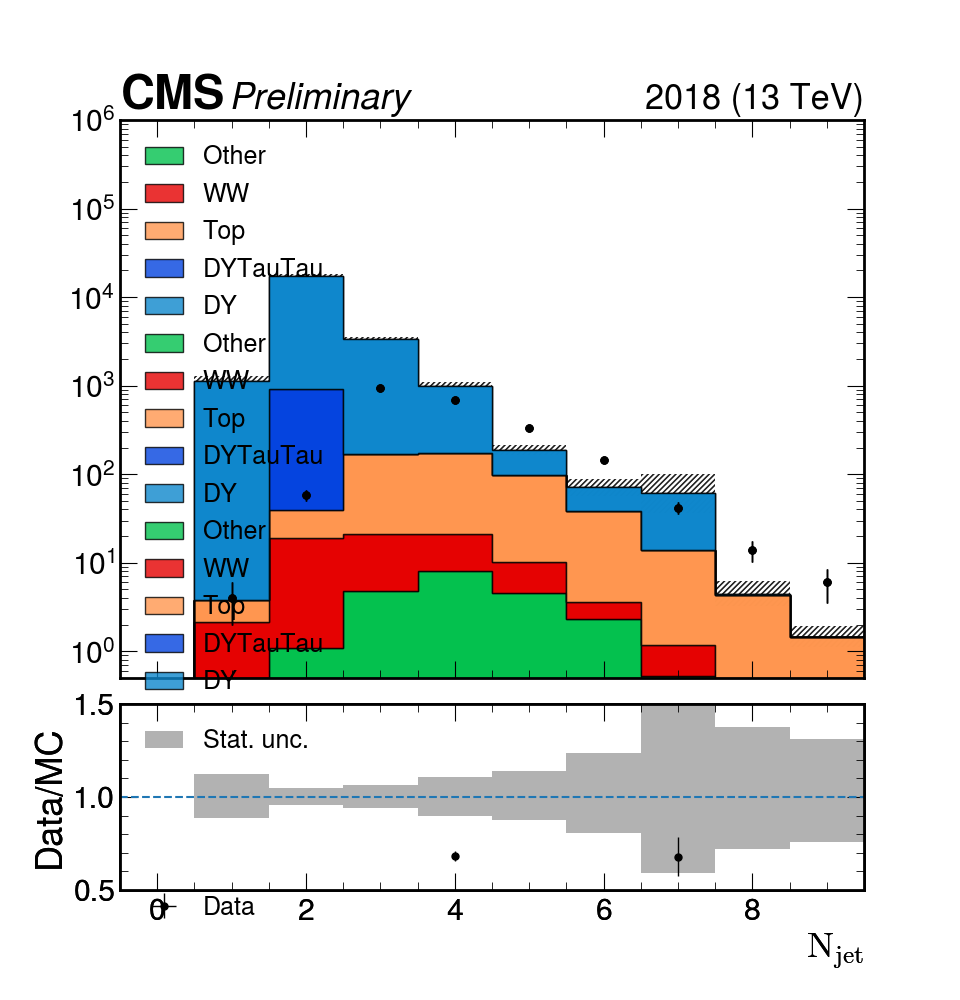 CMS Preliminary 2018 (13 TeV)
10^6
Other
WW
10^5
Top
DYTauTau
10^4
DY
Other
10^3
WW
Top
DYTauTau
10^2
DY
Other
10^1
WW
Top
DYTauTau
10^0
DY
1.5
Stat. unc.
1.0
Data/MC
0.5
0 2 4 6 8
Data
N_jet